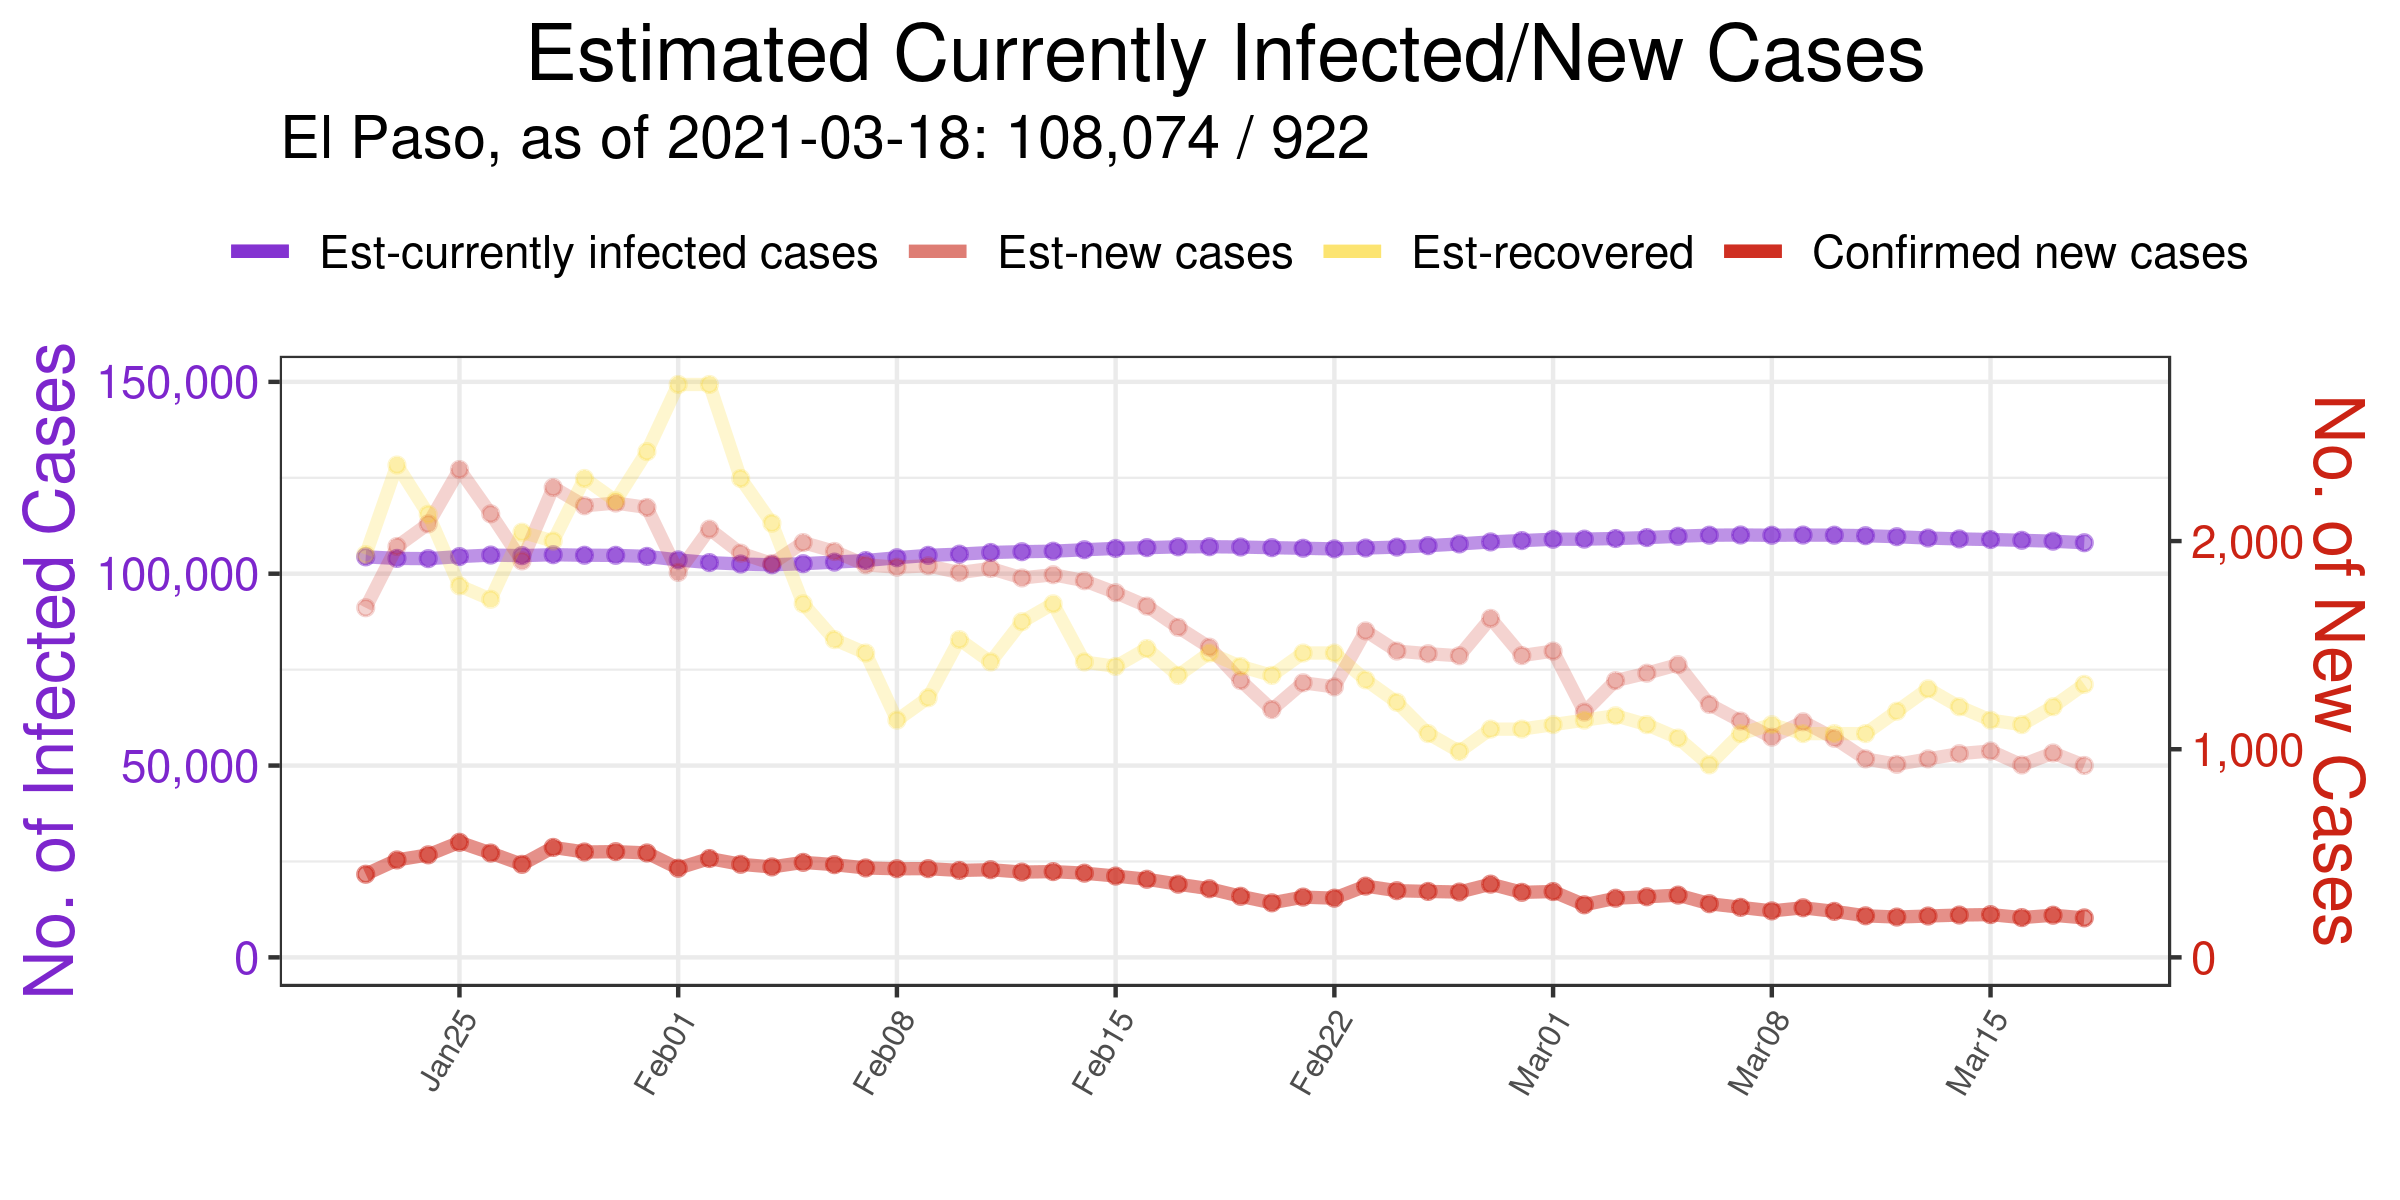 Estimated Currently Infected/New Cases
El Paso, as of 2021-03-18: 108,074 / 922
Est-currently infected cases Est-new cases Est-recovered Confirmed new cases
No. of Infected Cases
150,000
100,000
50,000
0
2,000
1,000
0
No. of New Cases
Jan25 Feb01 Feb08 Feb15 Feb22 Mar01 Mar08 Mar15